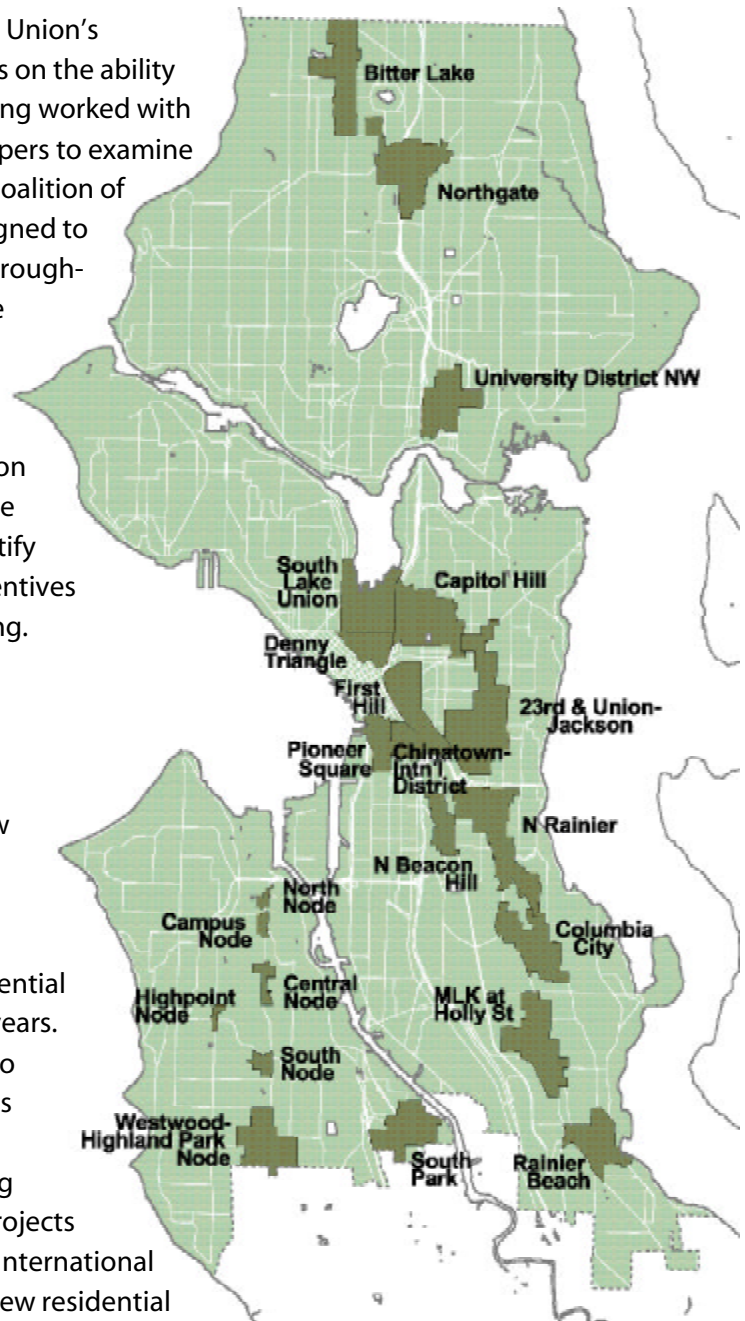 Union's
s on the ability
ng worked with
pers to examine
oalition of
gned to
rough-
e
on
e
tify
entives
ng.
w
ential
years.
o
s
g
rojects
International
ew residential
Bitter Lake
Northgate
University District NW
South
Lake
Union
Capitol Hill
Denny
Triangle
First
Hill
23rd & Union-
Jackson
Pioneer
Square
Chinatown-
Intn'l
District
N Rainier
N Beacon
Hill
North
Node
Campus
Node
Columbia
City
Central
Node
Highpoint
Node
MLK at
Holly St
South
Node
Westwood-
Highland Park
Node
South
Park
Rainier
Beach